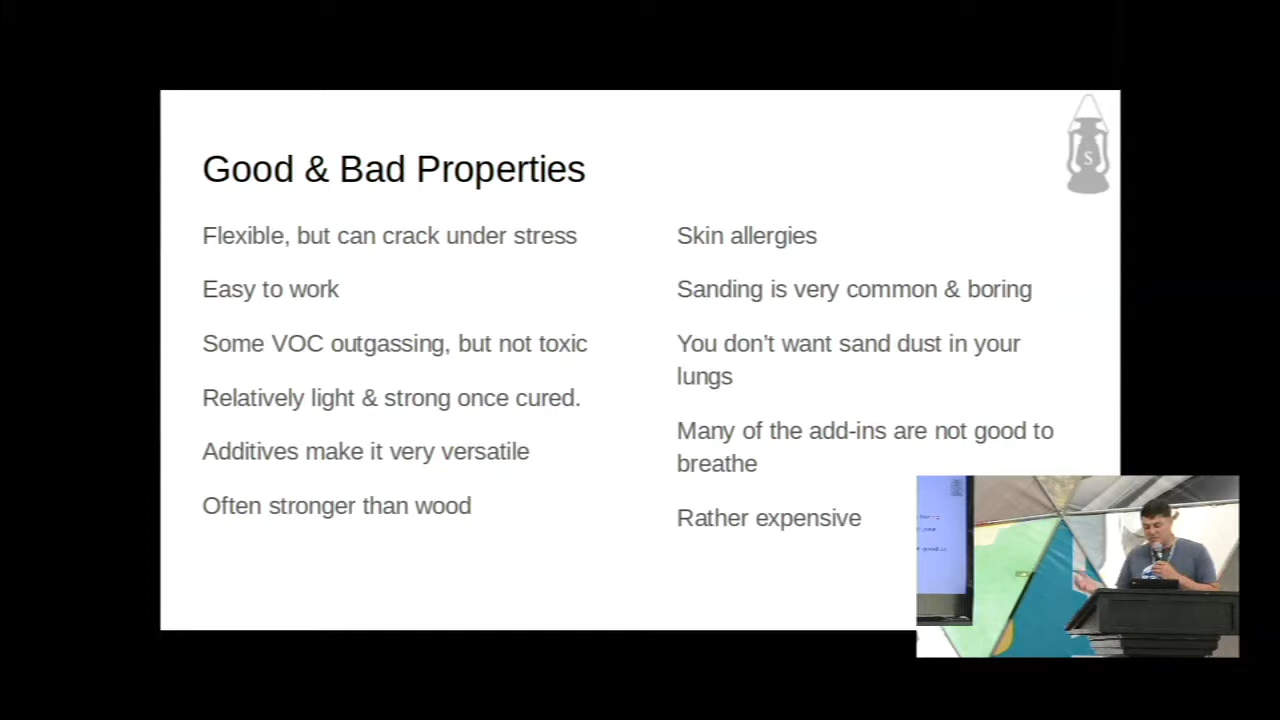 Good & Bad Properties
Flexible, but can crack under stress
Easy to work
Some VOC outgassing, but not toxic
Relatively light & strong once cured.
Additives make it very versatile
Often stronger than wood
Skin allergies
Sanding is very common & boring
You don't want sand dust in your
lungs
Many of the add-ins are not good to
breathe
Rather expensive
S